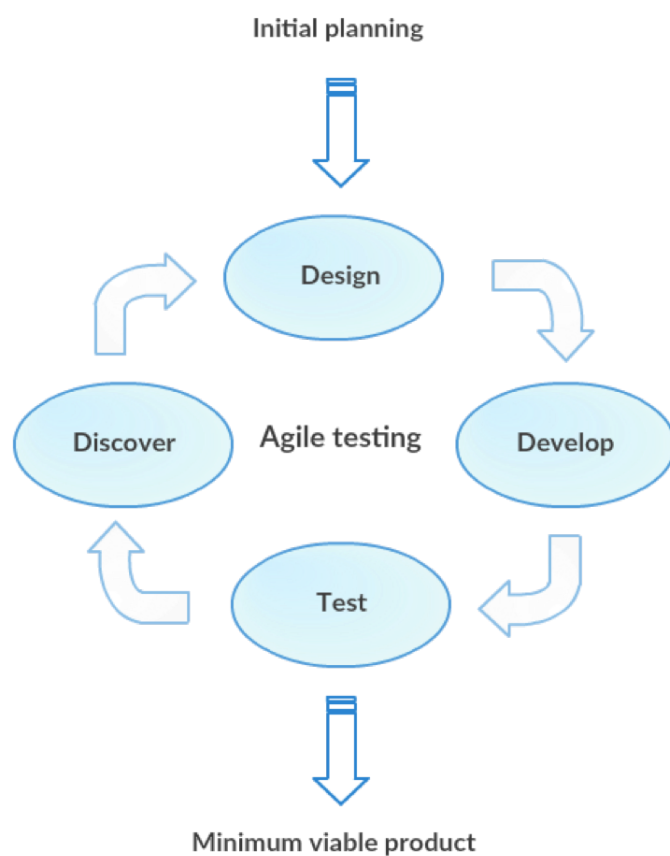 Initial planning
Design
Discover
Agile testing
Develop
Test
Minimum viable product